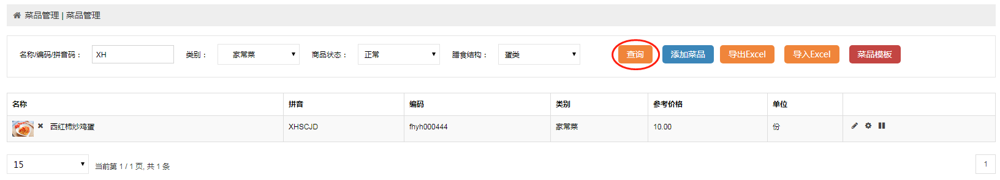 菜品管理 | 菜品管理
名称/编码/拼音码： XH 类别： 家常菜 商品状态： 正常 膳食结构： 蛋类 查询 添加菜品 导出Excel 导入Excel 菜品模板
名称 拼音 编码 类别 参考价格 单位
西红柿炒鸡蛋 XHSCJD fhyh000444 家常菜 10.00 份
15 当前第 1 / 1 页, 共 1 条 1